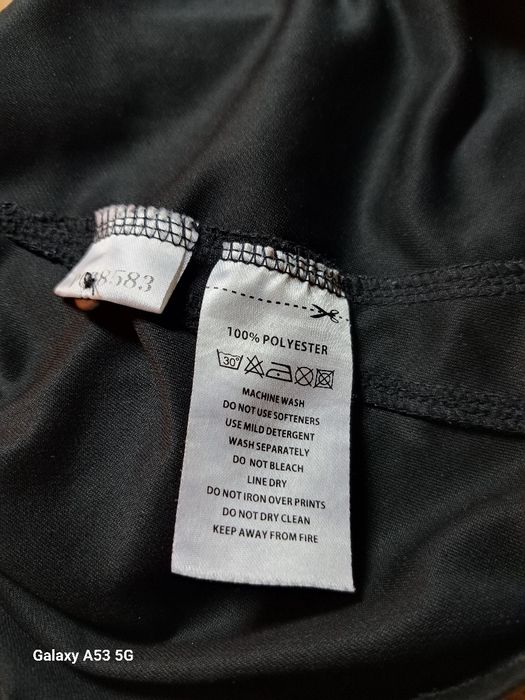 8583
100% POLYESTER
30°
MACHINE WASH
DO NOT USE SOFTENERS
USE MILD DETERGENT
WASH SEPARATELY
DO NOT BLEACH
LINE DRY
DO NOT IRON OVER PRINTS
DO NOT DRY CLEAN
KEEP AWAY FROM FIRE
Galaxy A53 5G